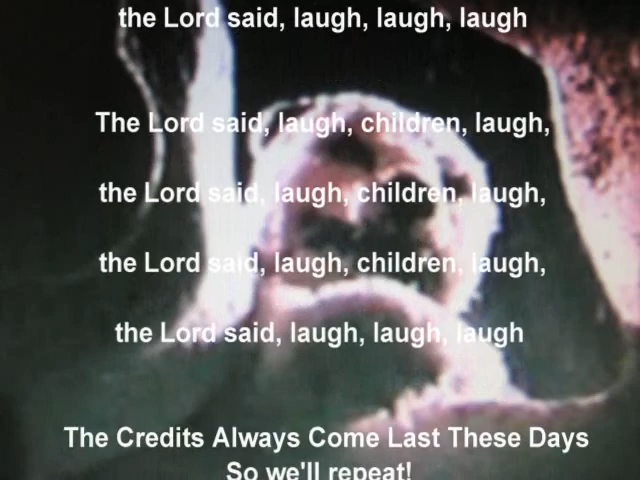 the Lord said, laugh, laugh, laugh
The Lord said, laugh, children, laugh,
the Lord said, laugh, children, laugh,
the Lord said, laugh, children, laugh,
the Lord said, laugh, laugh, laugh
The Credits Always Come Last These Days
So we'll repeat!